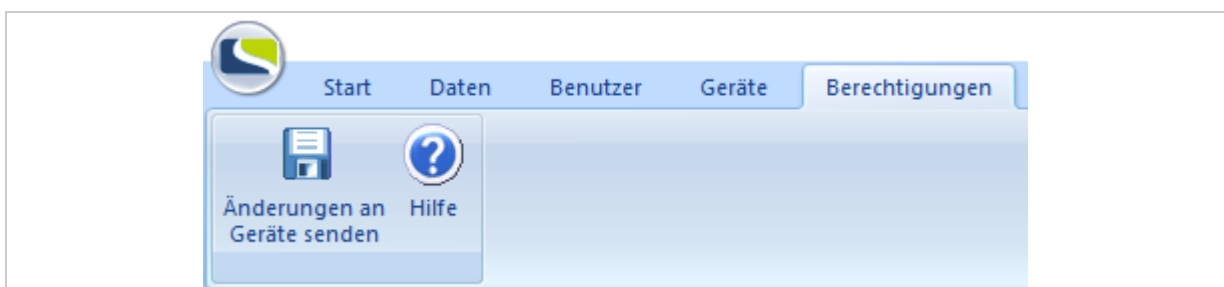 Start Daten Benutzer Geräte Berechtigungen
Änderungen an Hilfe
Geräte senden